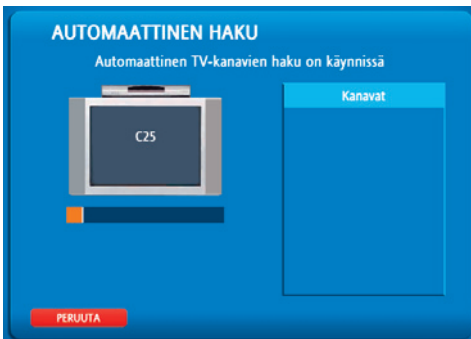 AUTOMAATTINEN HAKU
Automaattinen TV-kanavien haku on käynnissä
Kanavat
C25
PERUUTA